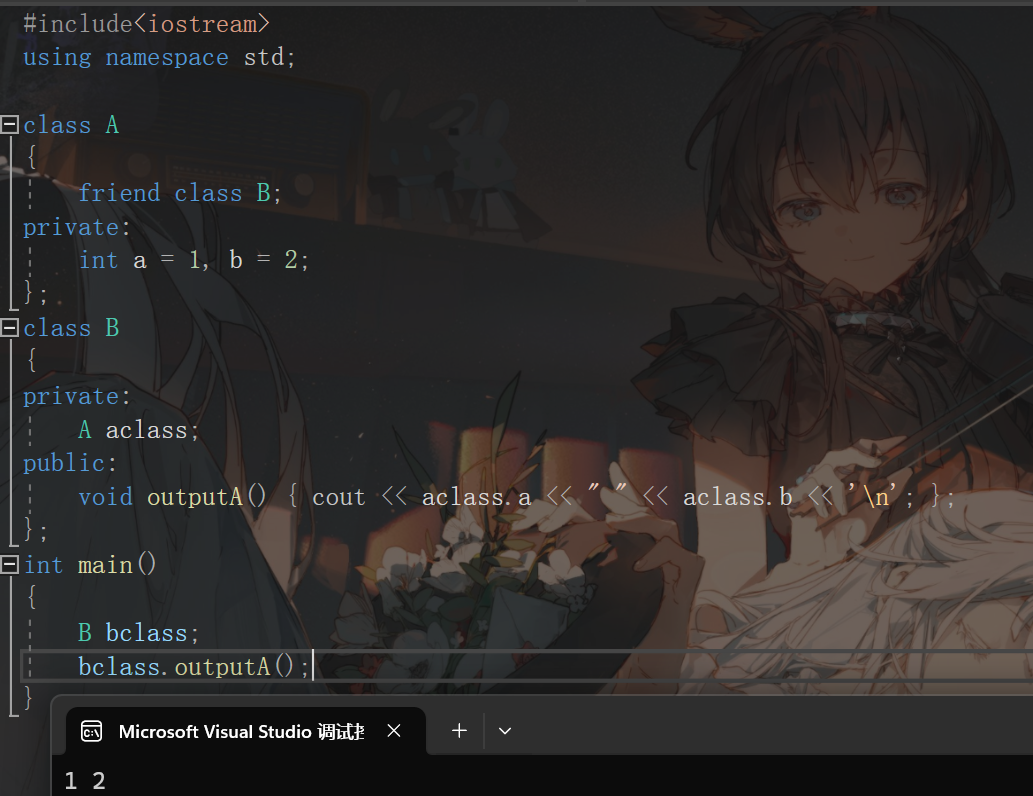 #include<iostream>
using namespace std;
class A
{
friend class B;
private:
int a = 1, b = 2;
};
class B
{
private:
A aclass;
public:
void outputA() { cout << aclass.a << " " << aclass.b << '\n'; };
};
int main()
{
B bclass;
bclass.outputA();
}
Microsoft Visual Studio 调试
1 2